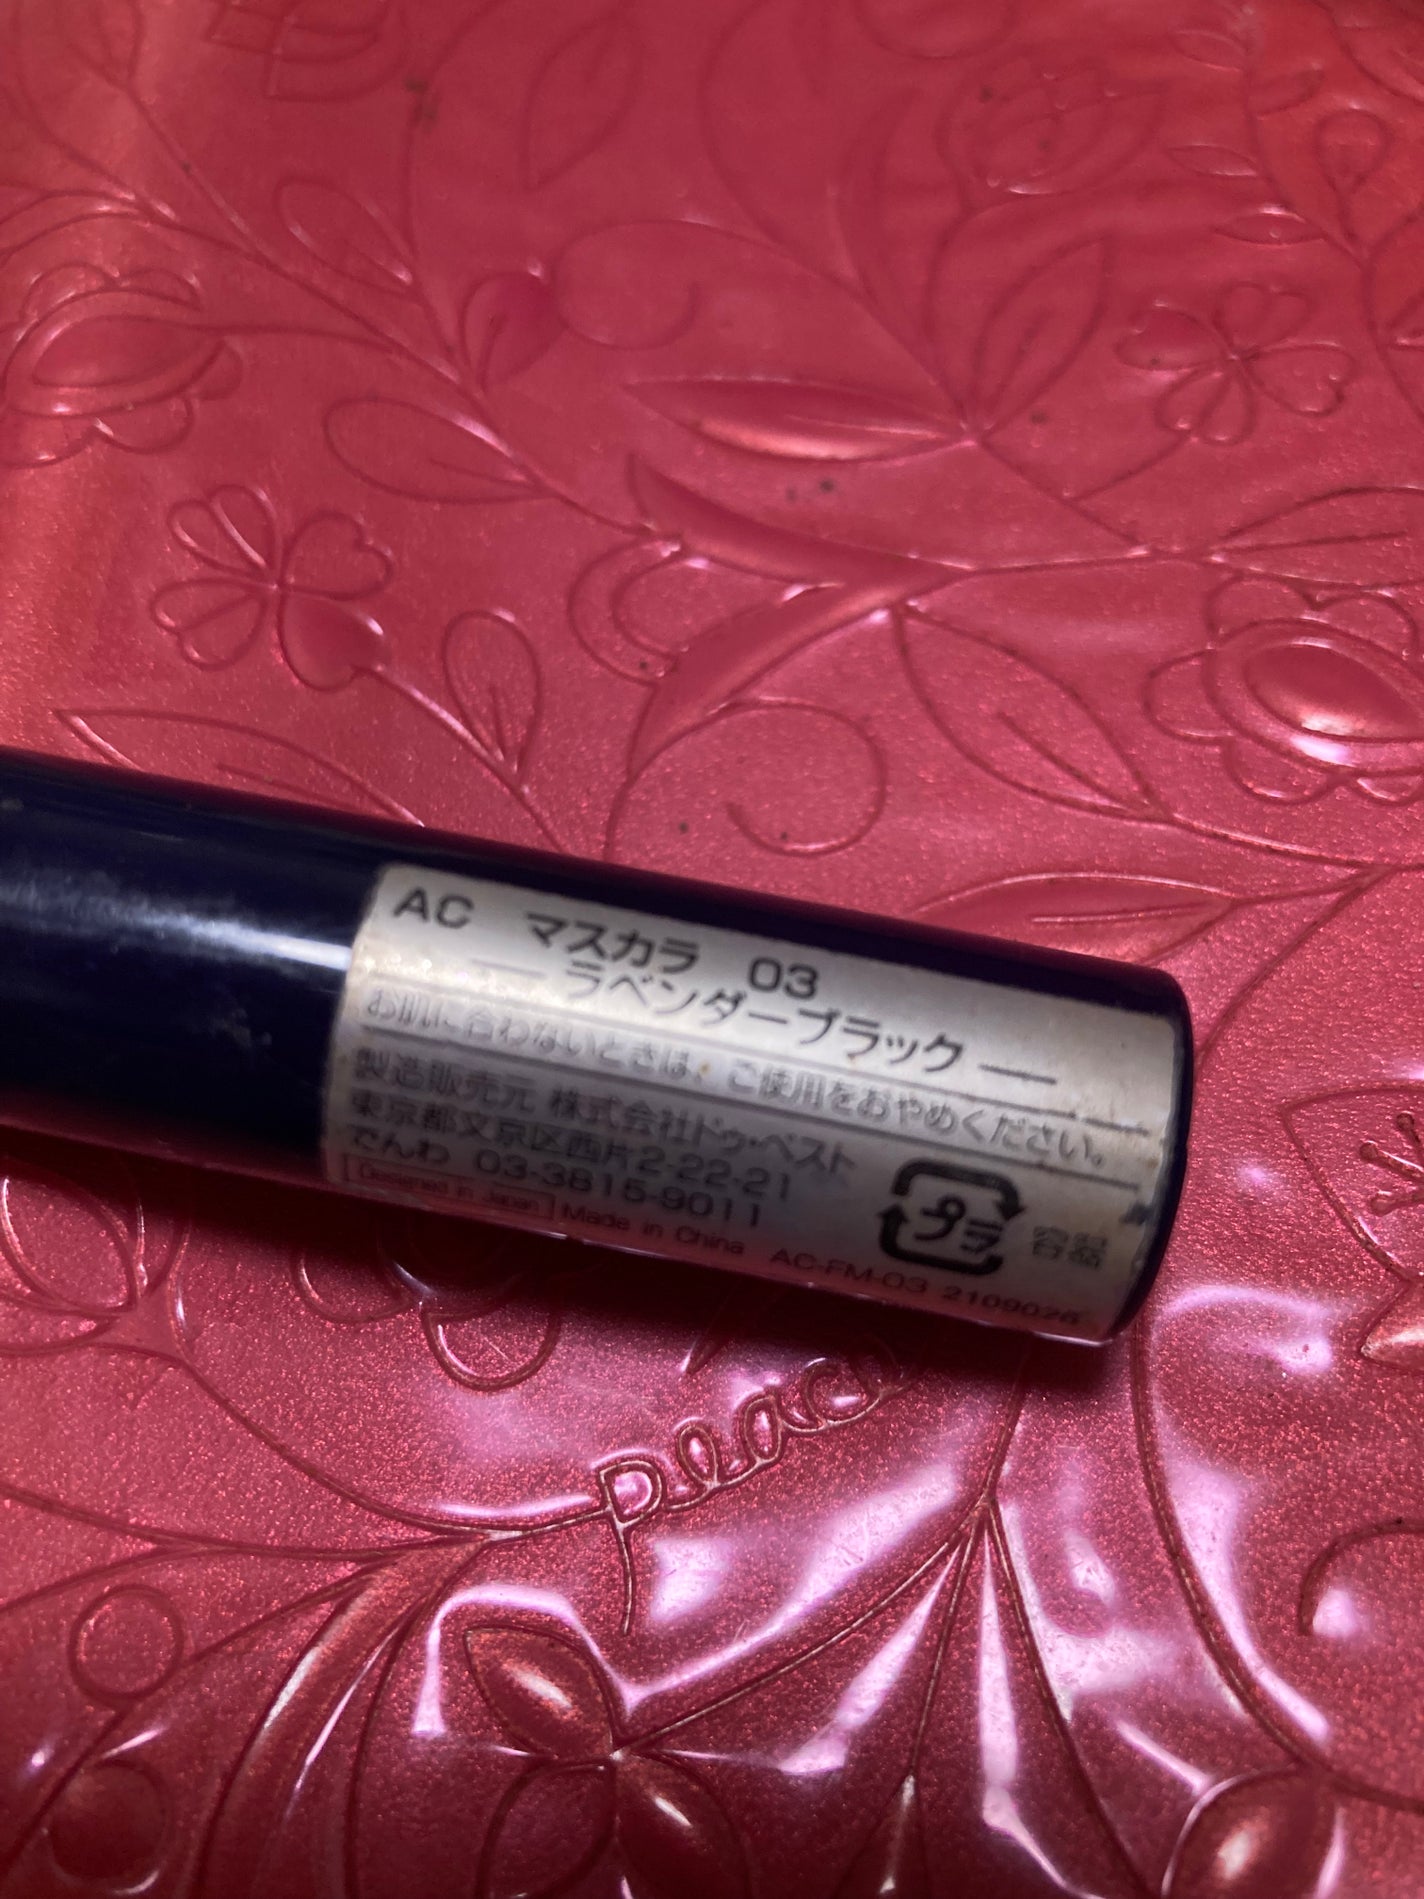 AC マスカラ 03
― ラベンダーブラック ―
お肌に合わないときは、ご使用をおやめください。
製造販売元 株式会社ドゥ・ベスト
東京都文京区西片2-22-21
でんわ 03-3815-9011
プラ 容器
Designed in Japan Made in China AC-FM-03 2109026
peace